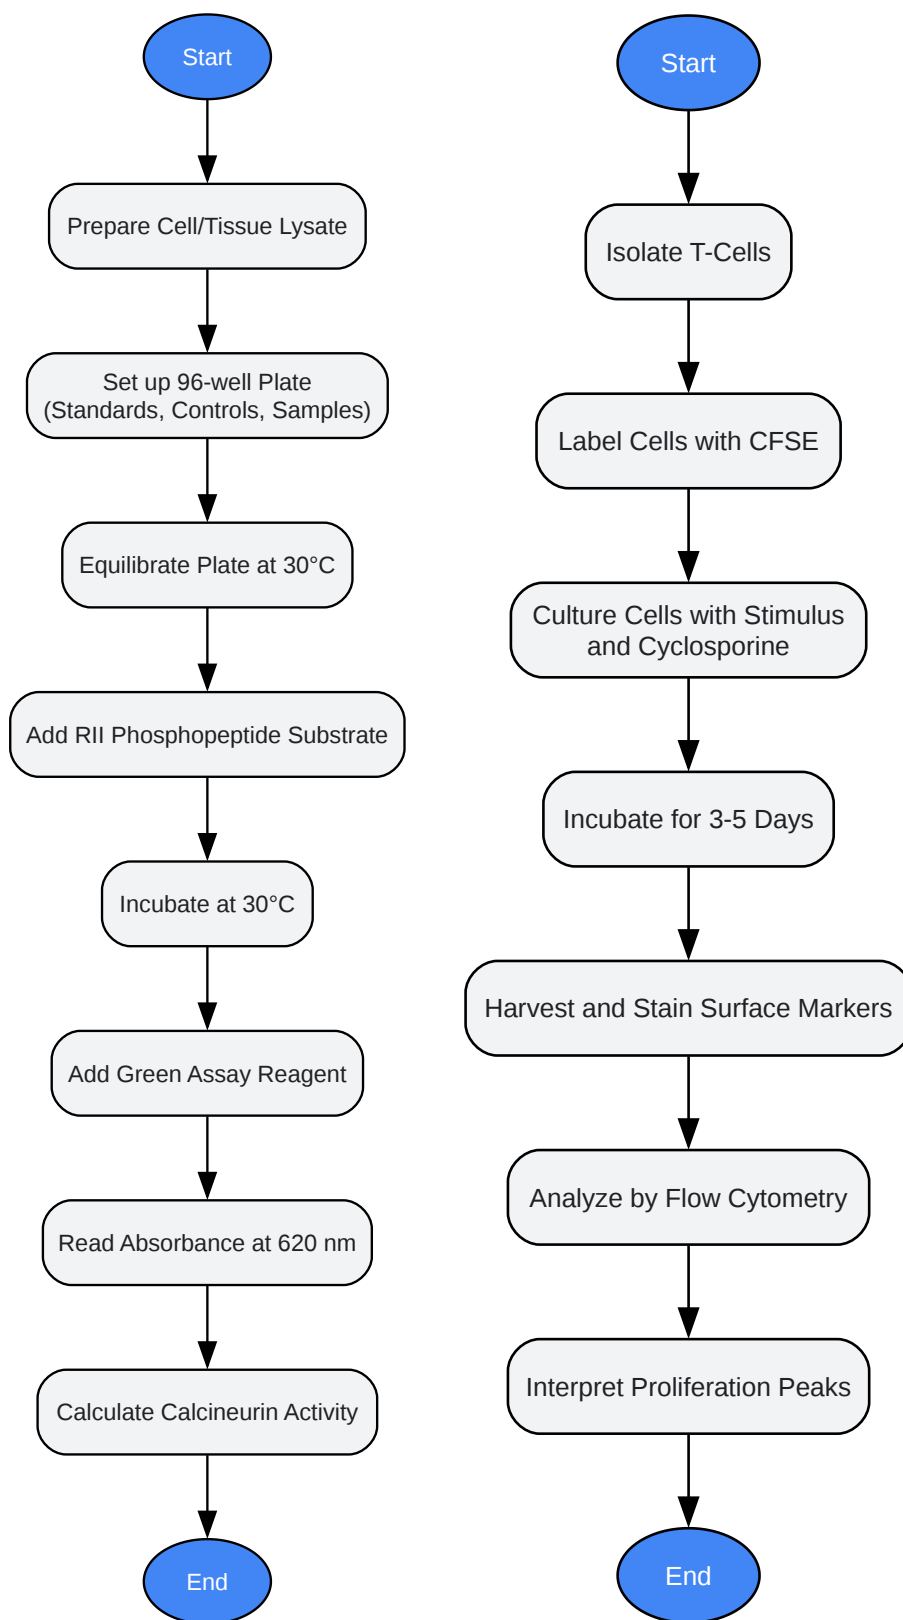 Start
Prepare Cell/Tissue Lysate
Set up 96-well Plate
(Standards, Controls, Samples)
Equilibrate Plate at 30°C
Add RII Phosphopeptide Substrate
Incubate at 30°C
Add Green Assay Reagent
Read Absorbance at 620 nm
Calculate Calcineurin Activity
End
Start
Isolate T-Cells
Label Cells with CFSE
Culture Cells with Stimulus
and Cyclosporine
Incubate for 3-5 Days
Harvest and Stain Surface Markers
Analyze by Flow Cytometry
Interpret Proliferation Peaks
End